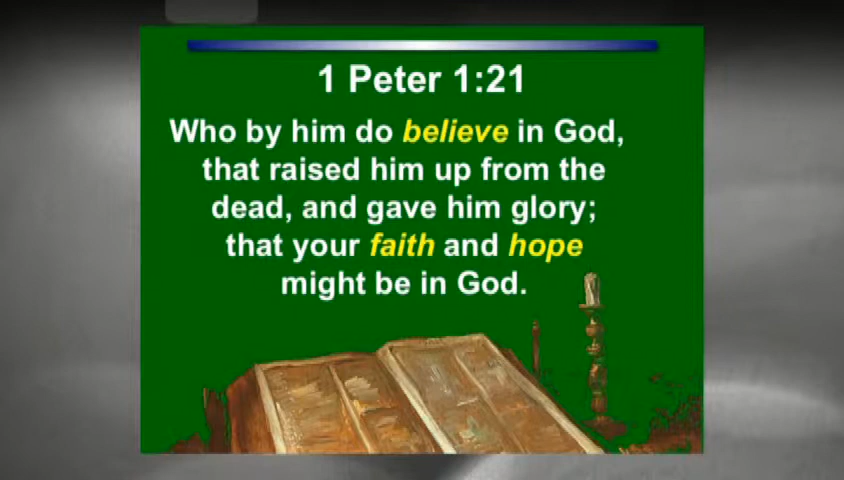 1 Peter 1:21
Who by him do believe in God,
that raised him up from the
dead, and gave him glory;
that your faith and hope
might be in God.